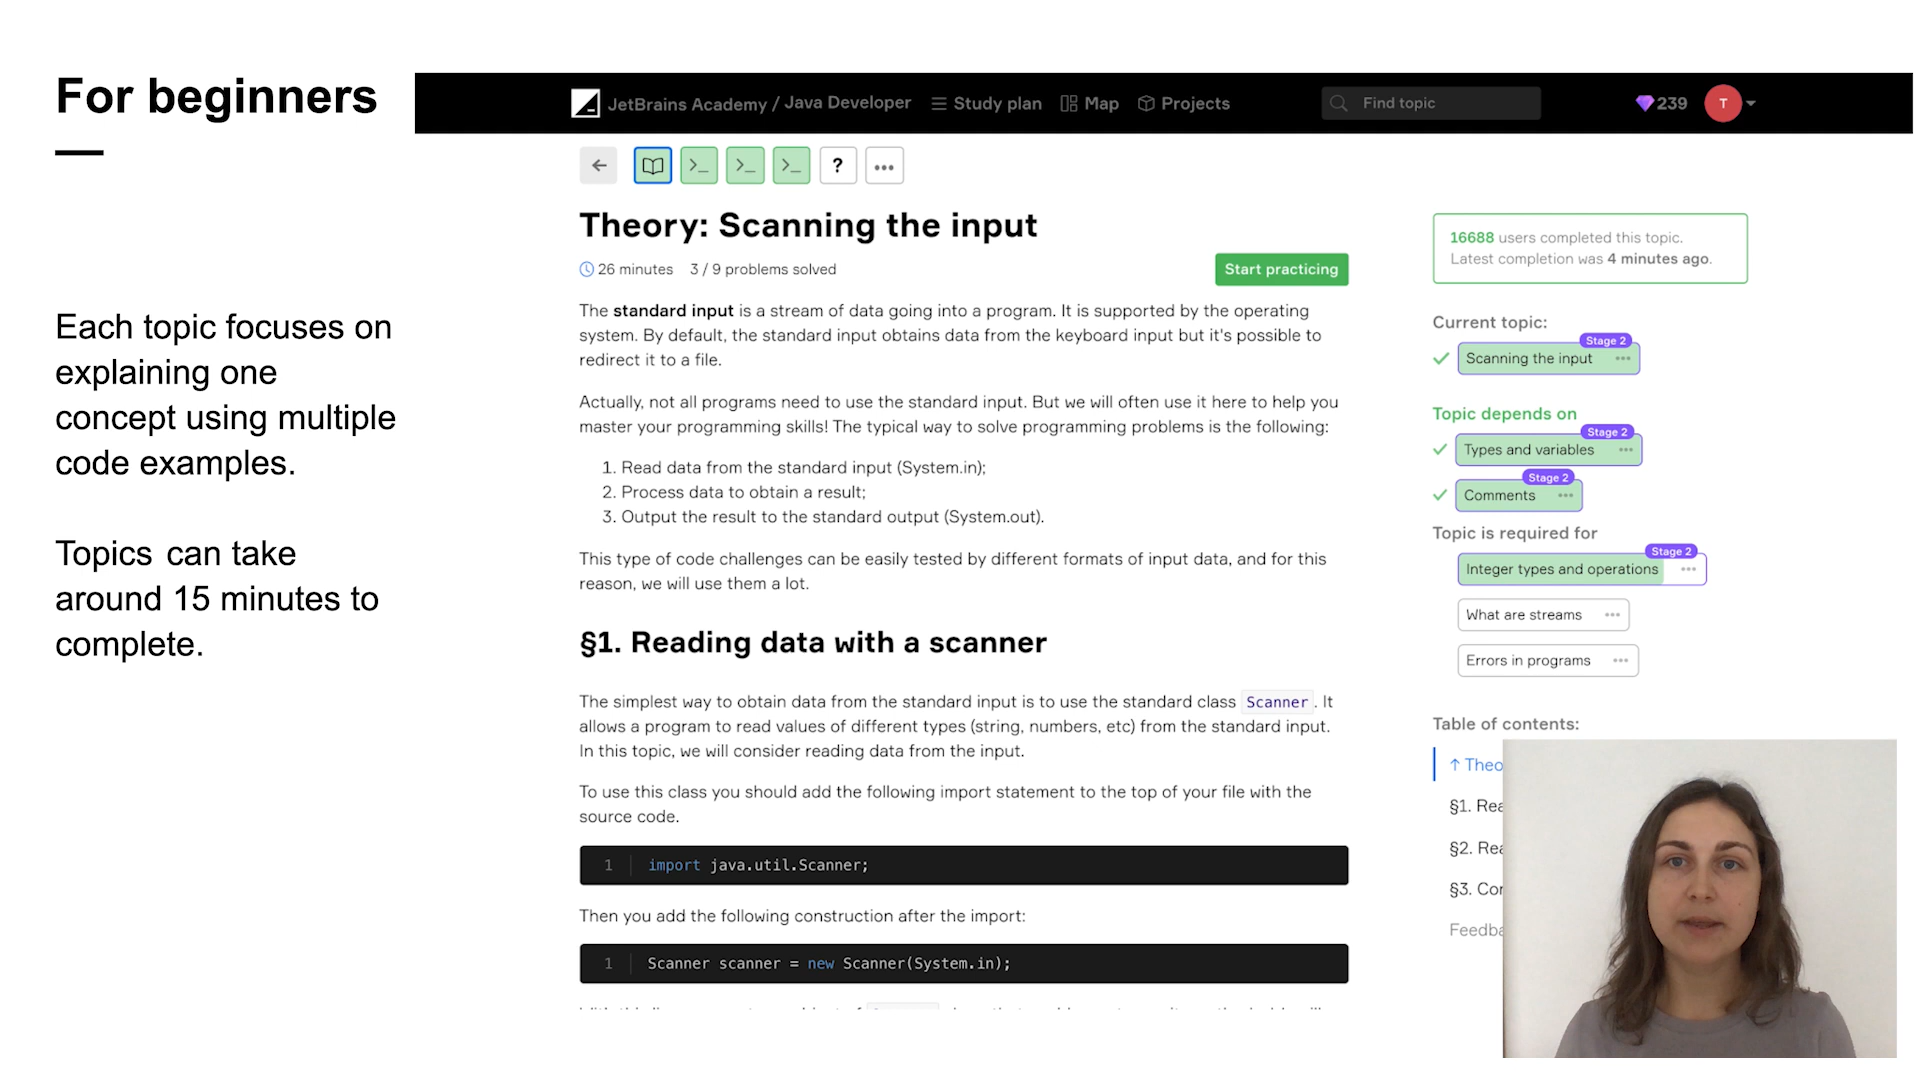 For beginners
Each topic focuses on
explaining one
concept using multiple
code examples.
Topics can take
around 15 minutes to
complete.
JetBrains Academy / Java Developer Study plan Map Projects Find topic 239 T
>_ >_ >_ ? ...
Theory: Scanning the input
26 minutes 3 / 9 problems solved
Start practicing
The standard input is a stream of data going into a program. It is supported by the operating
system. By default, the standard input obtains data from the keyboard input but it's possible to
redirect it to a file.
Actually, not all programs need to use the standard input. But we will often use it here to help you
master your programming skills! The typical way to solve programming problems is the following:
1. Read data from the standard input (System.in);
2. Process data to obtain a result;
3. Output the result to the standard output (System.out).
This type of code challenges can be easily tested by different formats of input data, and for this
reason, we will use them a lot.
§1. Reading data with a scanner
The simplest way to obtain data from the standard input is to use the standard class Scanner. It
allows a program to read values of different types (string, numbers, etc) from the standard input.
In this topic, we will consider reading data from the input.
To use this class you should add the following import statement to the top of your file with the
source code.
1 import java.util.Scanner;
Then you add the following construction after the import:
1 Scanner scanner = new Scanner(System.in);
16688 users completed this topic.
Latest completion was 4 minutes ago.
Current topic:
Stage 2
Scanning the input ...
Topic depends on
Stage 2
Types and variables ...
Stage 2
Comments ...
Topic is required for
Stage 2
Integer types and operations ...
What are streams ...
Errors in programs ...
Table of contents:
↑ Theo
§1. Rea
§2. Rea
§3. Cor
Feedba